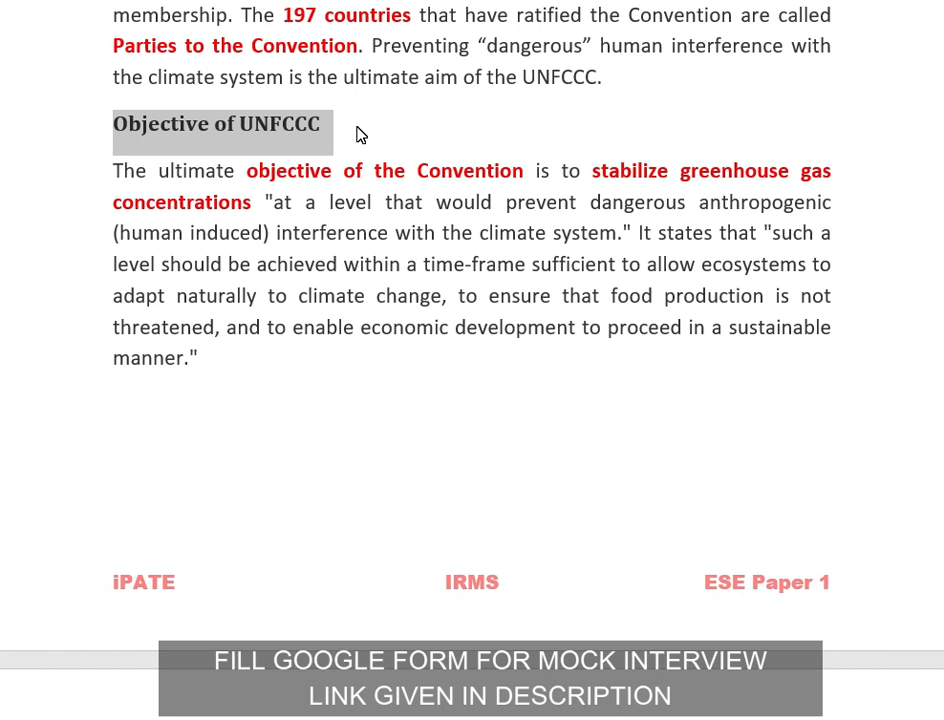 membership. The 197 countries that have ratified the Convention are called
Parties to the Convention. Preventing “dangerous” human interference with
the climate system is the ultimate aim of the UNFCCC.
Objective of UNFCCC
The ultimate objective of the Convention is to stabilize greenhouse gas
concentrations "at a level that would prevent dangerous anthropogenic
(human induced) interference with the climate system." It states that "such a
level should be achieved within a time-frame sufficient to allow ecosystems to
adapt naturally to climate change, to ensure that food production is not
threatened, and to enable economic development to proceed in a sustainable
manner."
iPATE IRMS ESE Paper 1
FILL GOOGLE FORM FOR MOCK INTERVIEW
LINK GIVEN IN DESCRIPTION